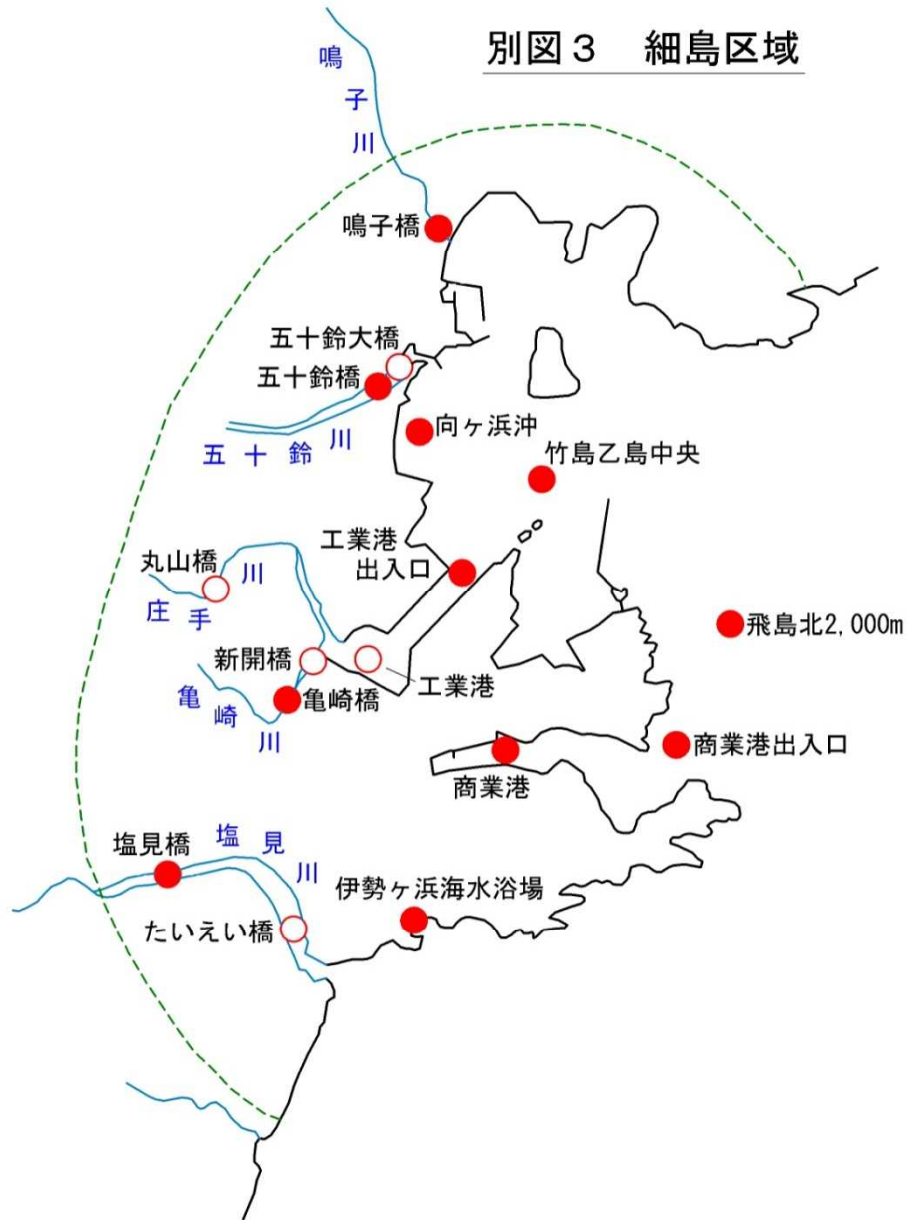 別図３　細島区域
鳴子川
鳴子橋
五十鈴大橋
五十鈴橋
五十鈴川
向ヶ浜沖
竹島乙島中央
工業港
出入口
丸山橋
庄手川
飛島北2,000m
新開橋
工業港
亀崎橋
亀崎川
商業港出入口
商業港
塩見橋
塩見川
伊勢ヶ浜海水浴場
たいえい橋